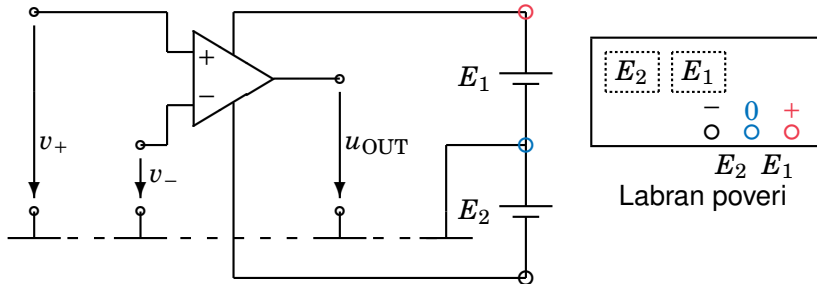 +
−
v+
v−
uOUT
E1
E2
E2 E1
− 0 +
E2 E1
Labran poveri